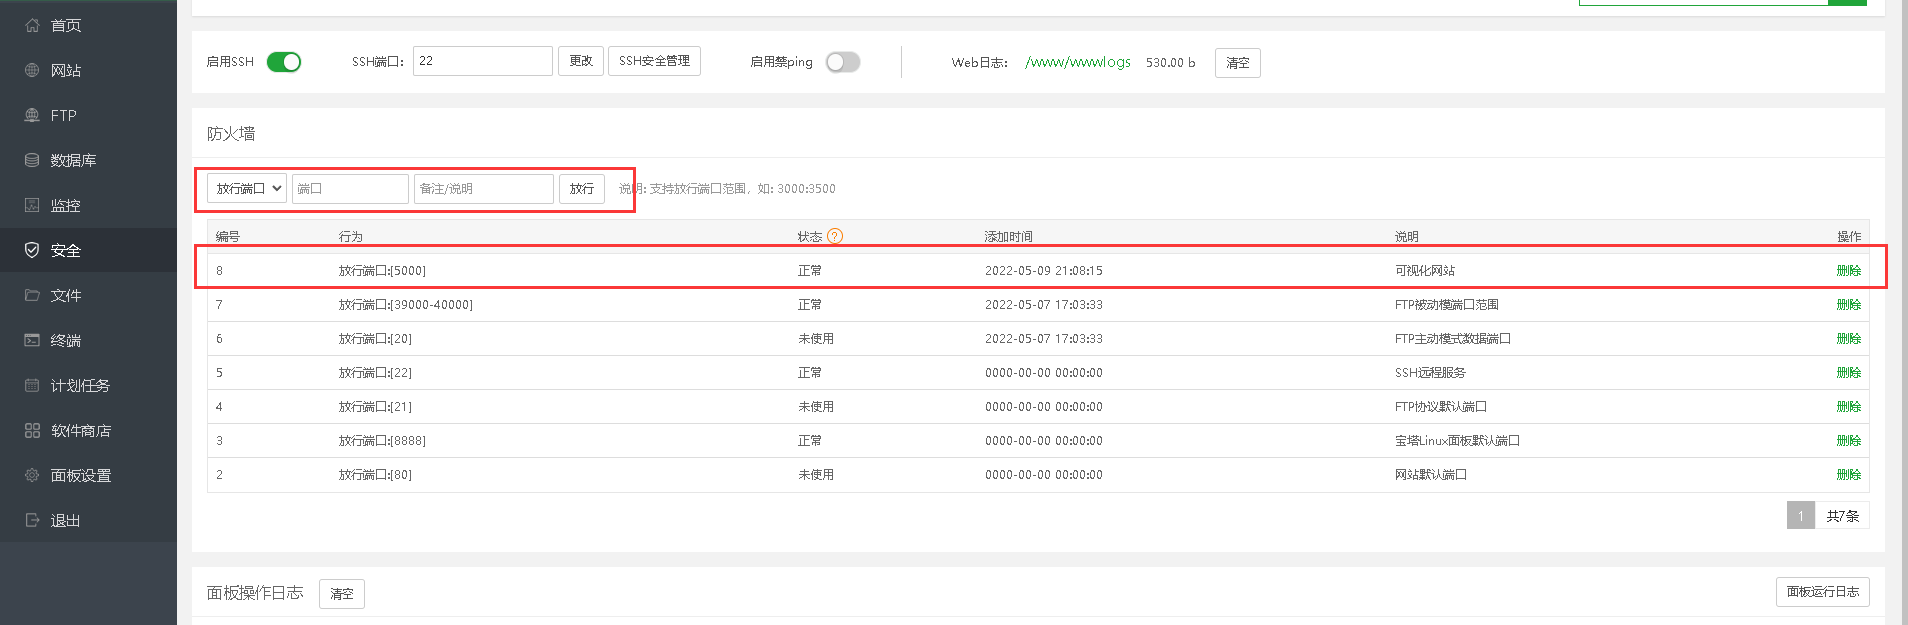 首页
网站
FTP
数据库
监控
安全
文件
终端
计划任务
软件商店
面板设置
退出
启用SSH SSH端口： 22 更改 SSH安全管理 启用禁ping Web日志： /www/wwwlogs 530.00 b 清空
防火墙
放行端口 端口 备注/说明 放行 说明: 支持放行端口范围，如: 3000:3500
编号 行为 状态 ? 添加时间 说明 操作
8 放行端口:[5000] 正常 2022-05-09 21:08:15 可视化网站 删除
7 放行端口:[39000-40000] 正常 2022-05-07 17:03:33 FTP被动模端口范围 删除
6 放行端口:[20] 未使用 2022-05-07 17:03:33 FTP主动模式数据端口 删除
5 放行端口:[22] 正常 0000-00-00 00:00:00 SSH远程服务 删除
4 放行端口:[21] 未使用 0000-00-00 00:00:00 FTP协议默认端口 删除
3 放行端口:[8888] 正常 0000-00-00 00:00:00 宝塔Linux面板默认端口 删除
2 放行端口:[80] 未使用 0000-00-00 00:00:00 网站默认端口 删除
1 共7条
面板操作日志 清空 面板运行日志